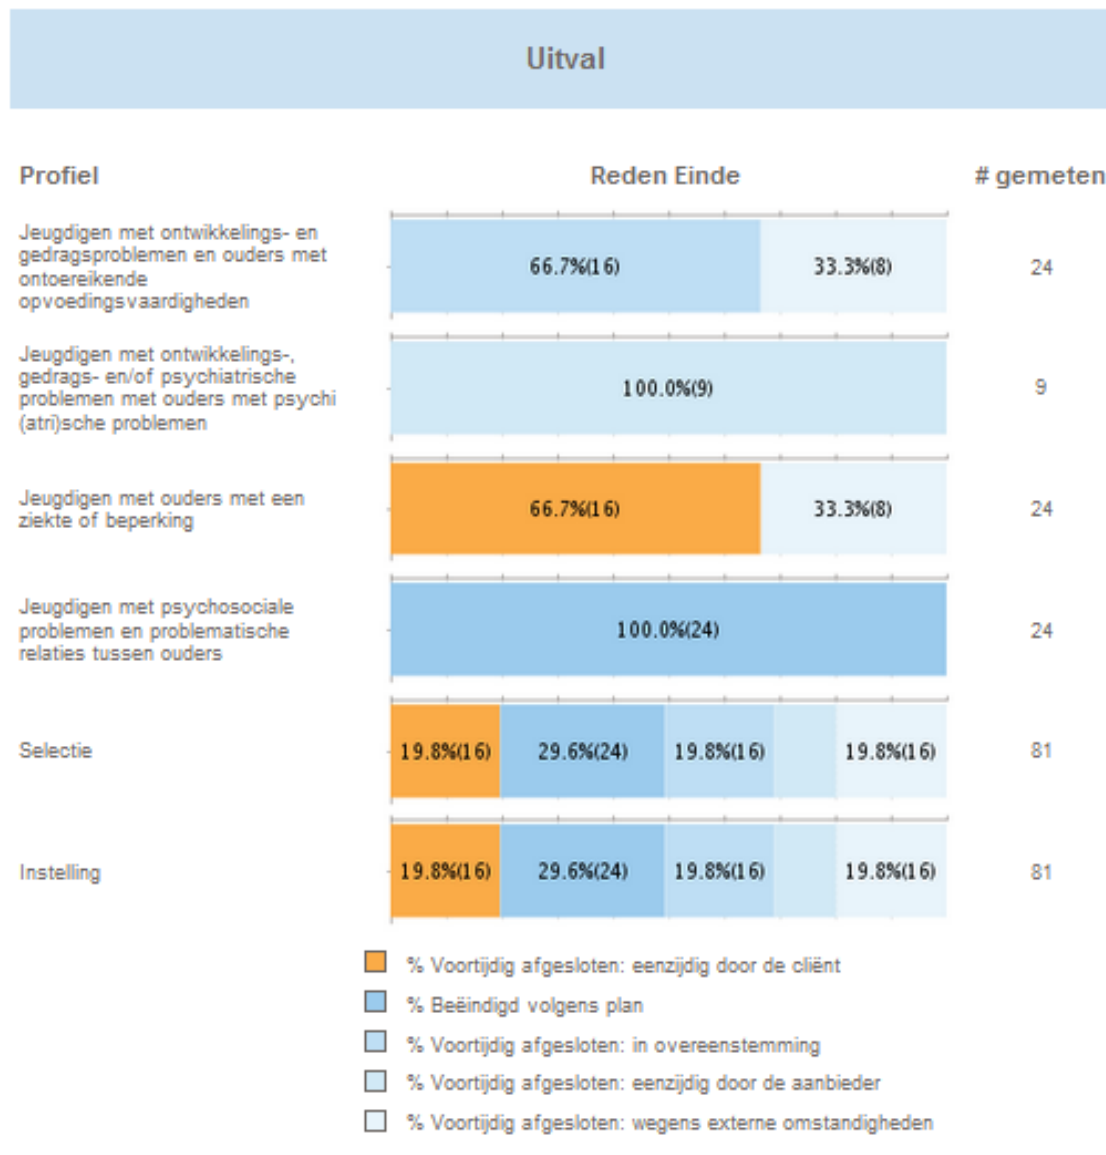 Uitval
Profiel
Reden Einde
# gemeten
Jeugdigen met ontwikkelings- en
gedragsproblemen en ouders met
ontoereikende
opvoedingsvaardigheden
66.7%(16)
33.3%(8)
24
Jeugdigen met ontwikkelings-,
gedrags- en/of psychiatrische
problemen met ouders met psychi
(atri)sche problemen
100.0%(9)
9
Jeugdigen met ouders met een
ziekte of beperking
66.7%(16)
33.3%(8)
24
Jeugdigen met psychosociale
problemen en problematische
relaties tussen ouders
100.0%(24)
24
Selectie
19.8%(16)
29.6%(24)
19.8%(16)
19.8%(16)
81
Instelling
19.8%(16)
29.6%(24)
19.8%(16)
19.8%(16)
81
% Voortijdig afgesloten: eenzijdig door de cliënt
% Beëindigd volgens plan
% Voortijdig afgesloten: in overeenstemming
% Voortijdig afgesloten: eenzijdig door de aanbieder
% Voortijdig afgesloten: wegens externe omstandigheden